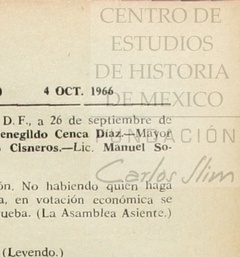 CENTRO DE
ESTUDIOS
DE HISTORIA
DE MEXICO
FUNDACIÓN
Carlos Slim
4 OCT. 1966
D. F., a 26 de septiembre de
enegildo Cenca Díaz.—Mayor
Cisneros.—Lic. Manuel So-
ón. No habiendo quien haga
a, en votación económica se
ueba. (La Asamblea Asiente.)
(Leyendo.)